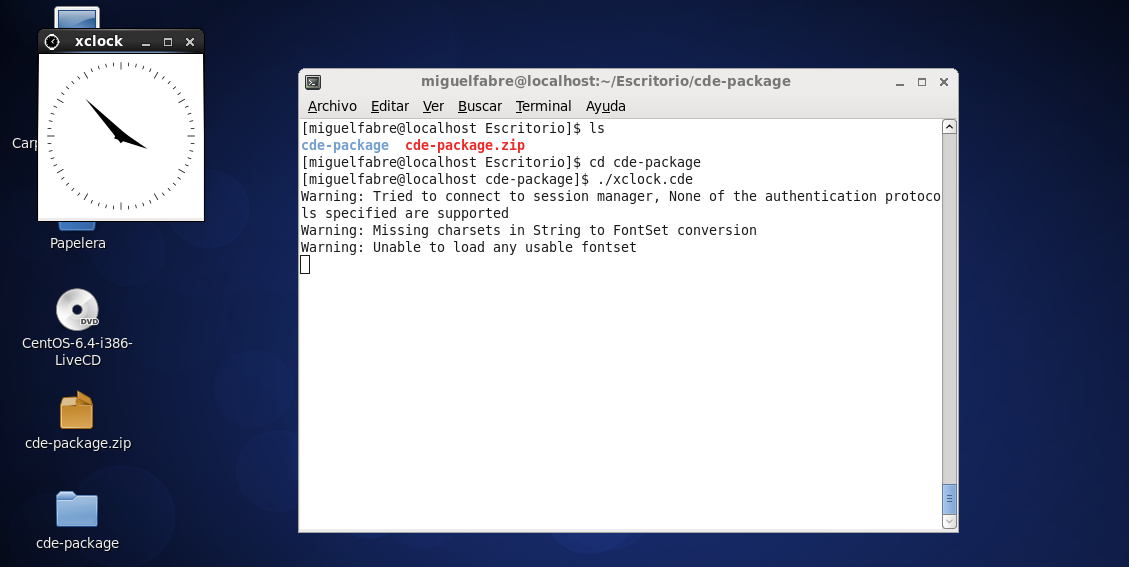 xclock
Carp
Papelera
DVD
CentOS-6.4-i386-
LiveCD
cde-package.zip
cde-package
miguelfabre@localhost:~/Escritorio/cde-package
Archivo Editar Ver Buscar Terminal Ayuda
[miguelfabre@localhost Escritorio]$ ls
cde-package  cde-package.zip
[miguelfabre@localhost Escritorio]$ cd cde-package
[miguelfabre@localhost cde-package]$ ./xclock.cde
Warning: Tried to connect to session manager, None of the authentication protoco
ls specified are supported
Warning: Missing charsets in String to FontSet conversion
Warning: Unable to load any usable fontset